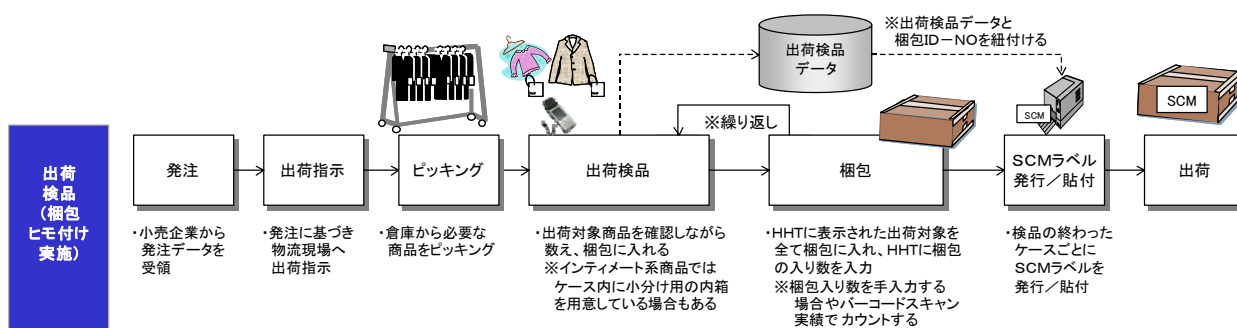 出荷
検品
（梱包
ヒモ付け
実施）
発注
・小売企業から
発注データを
受領
出荷指示
・発注に基づき
物流現場へ
出荷指示
ピッキング
・倉庫から必要な
商品をピッキング
出荷検品
・出荷対象商品を確認しながら
数え、梱包に入れる
※インティメート系商品では
ケース内に小分け用の内箱
を用意している場合もある
※繰り返し
出荷検品
データ
※出荷検品データと
梱包ID－NOを紐付ける
梱包
・HHTに表示された出荷対象
を全て梱包に入れ、HHTに梱包
の入り数を入力
※梱包入り数を手入力する
場合やバーコードスキャン
実績でカウントする
SCM
SCMラベル
発行／貼付
・検品の終わった
ケースごとに
SCMラベルを
発行／貼付
SCM
出荷